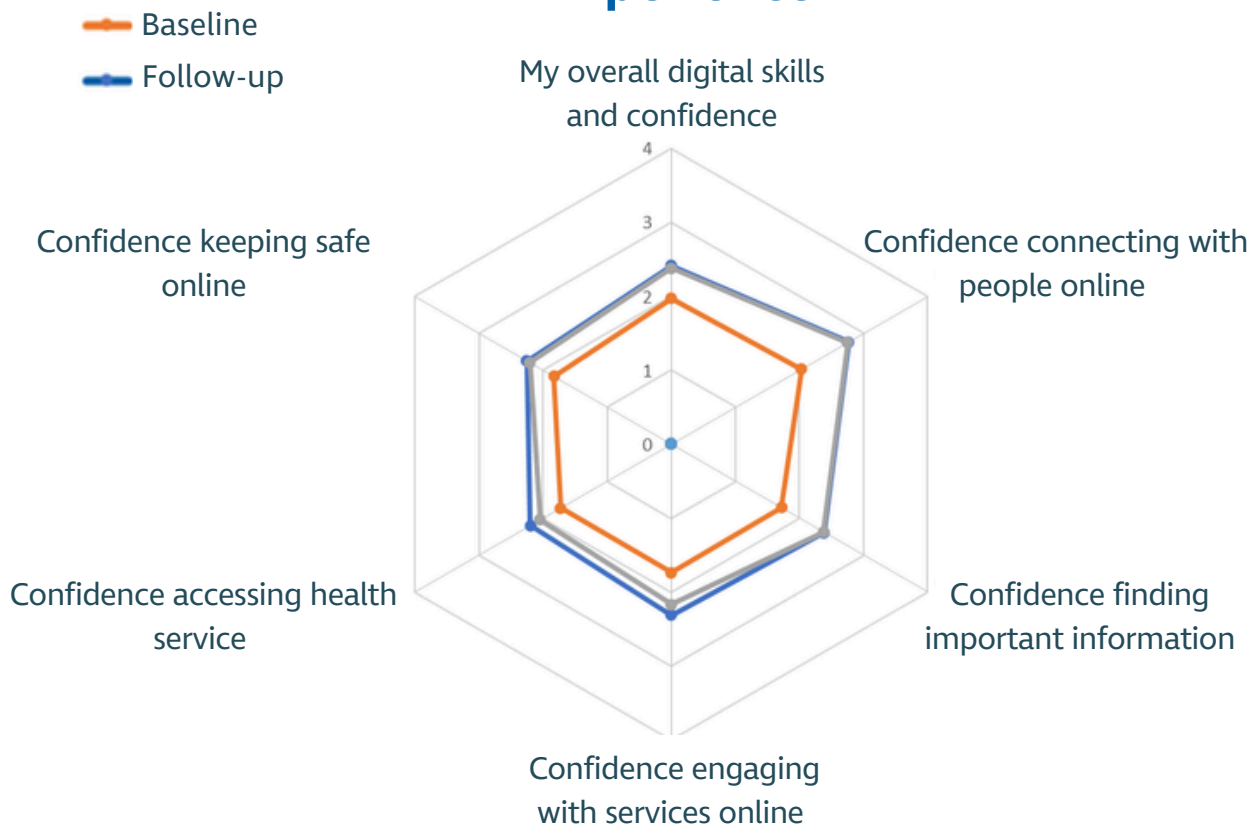 Baseline
Follow-up
My overall digital skills
and confidence
4
3
2
1
0
Confidence connecting with
people online
Confidence finding
important information
Confidence engaging
with services online
Confidence accessing health
service
Confidence keeping safe
online